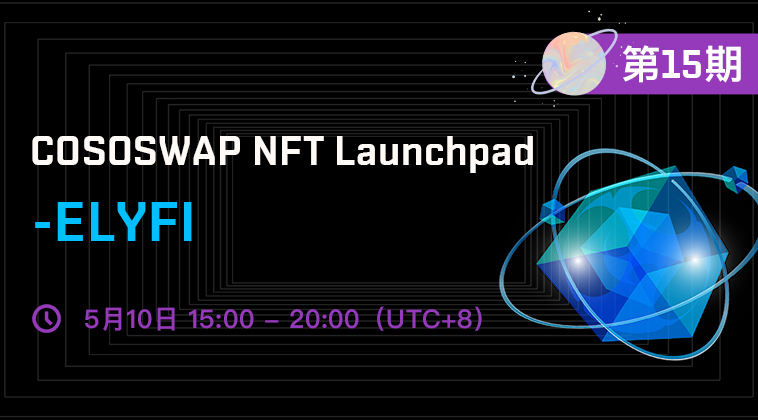 第15期
COSOSWAP NFT Launchpad
-ELYFI
5月10日 15:00 – 20:00（UTC+8）